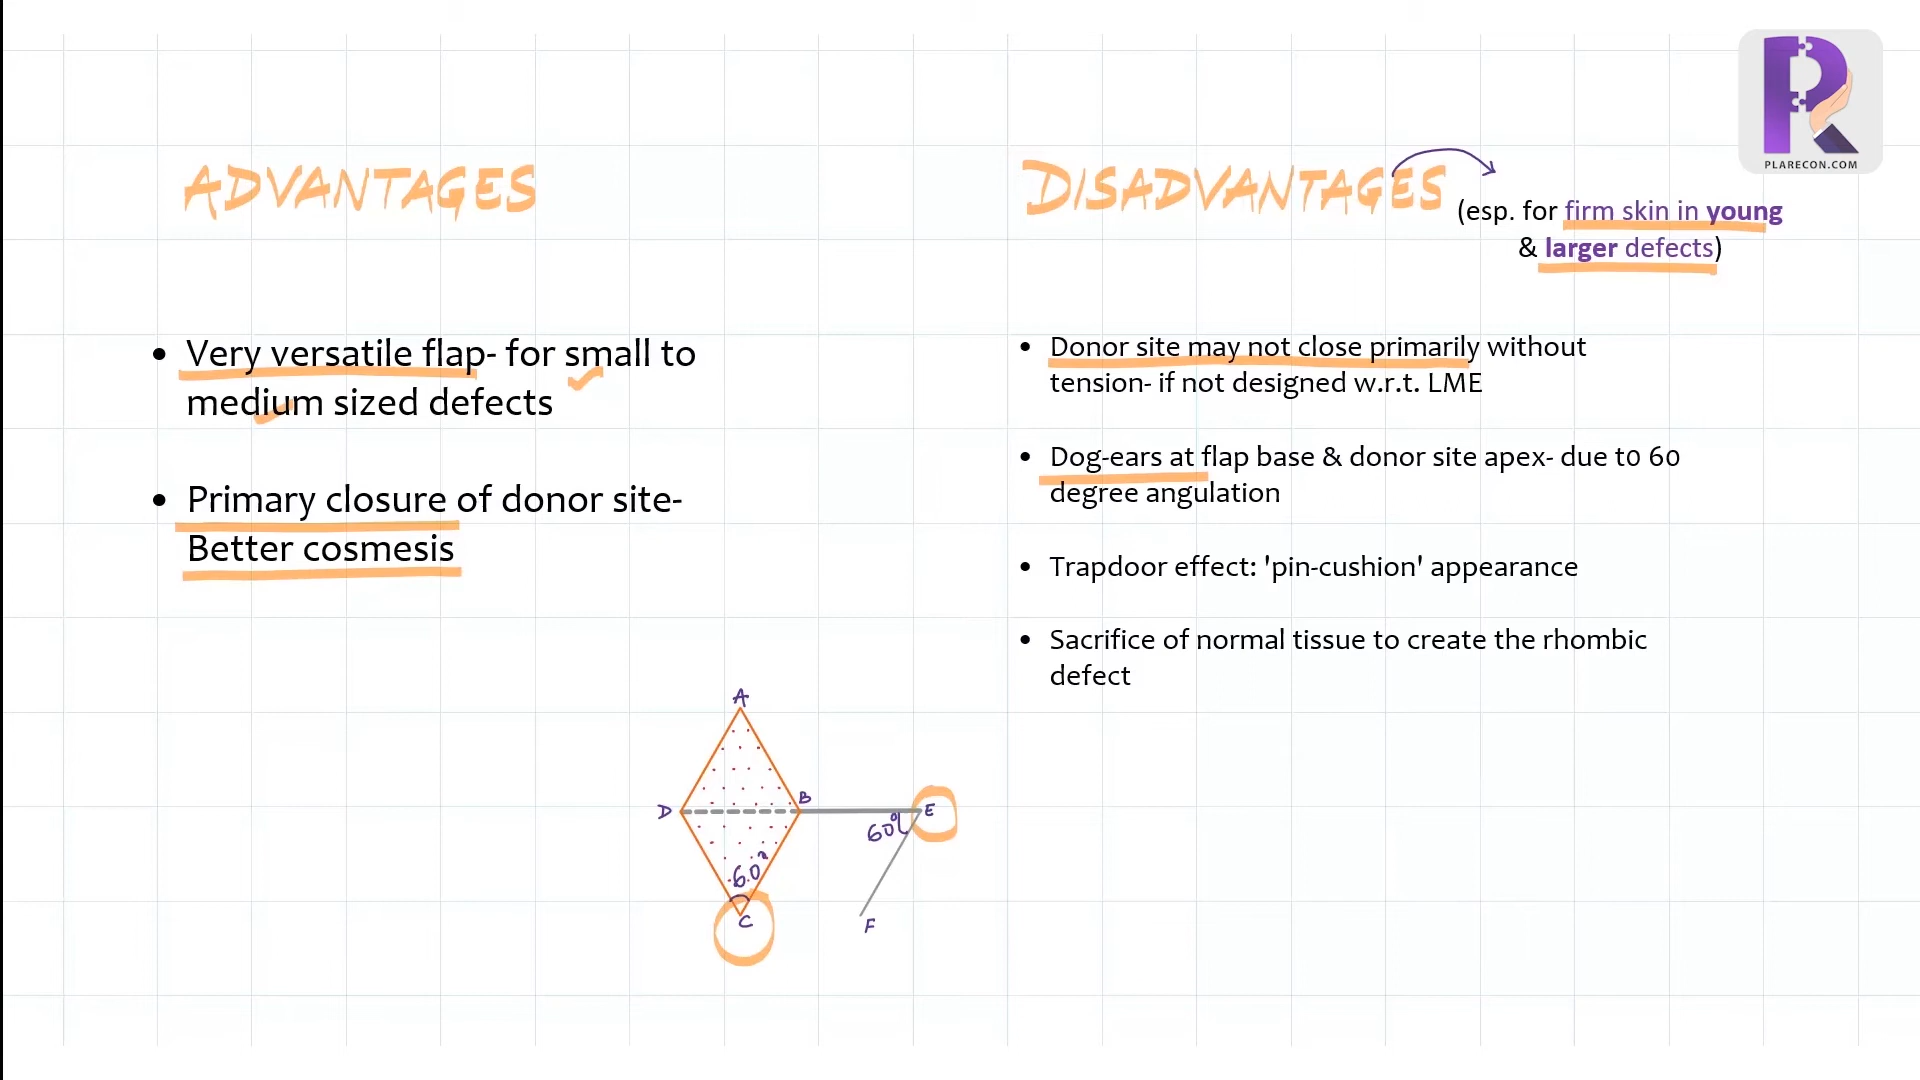 PLARECON.COM
ADVANTAGES
• Very versatile flap- for small to
medium sized defects
• Primary closure of donor site-
Better cosmesis
DISADVANTAGES
(esp. for firm skin in young
& larger defects)
• Donor site may not close primarily without
tension- if not designed w.r.t. LME
• Dog-ears at flap base & donor site apex- due t0 60
degree angulation
• Trapdoor effect: 'pin-cushion' appearance
• Sacrifice of normal tissue to create the rhombic
defect
A
D
B
E
60°
60°
C
F